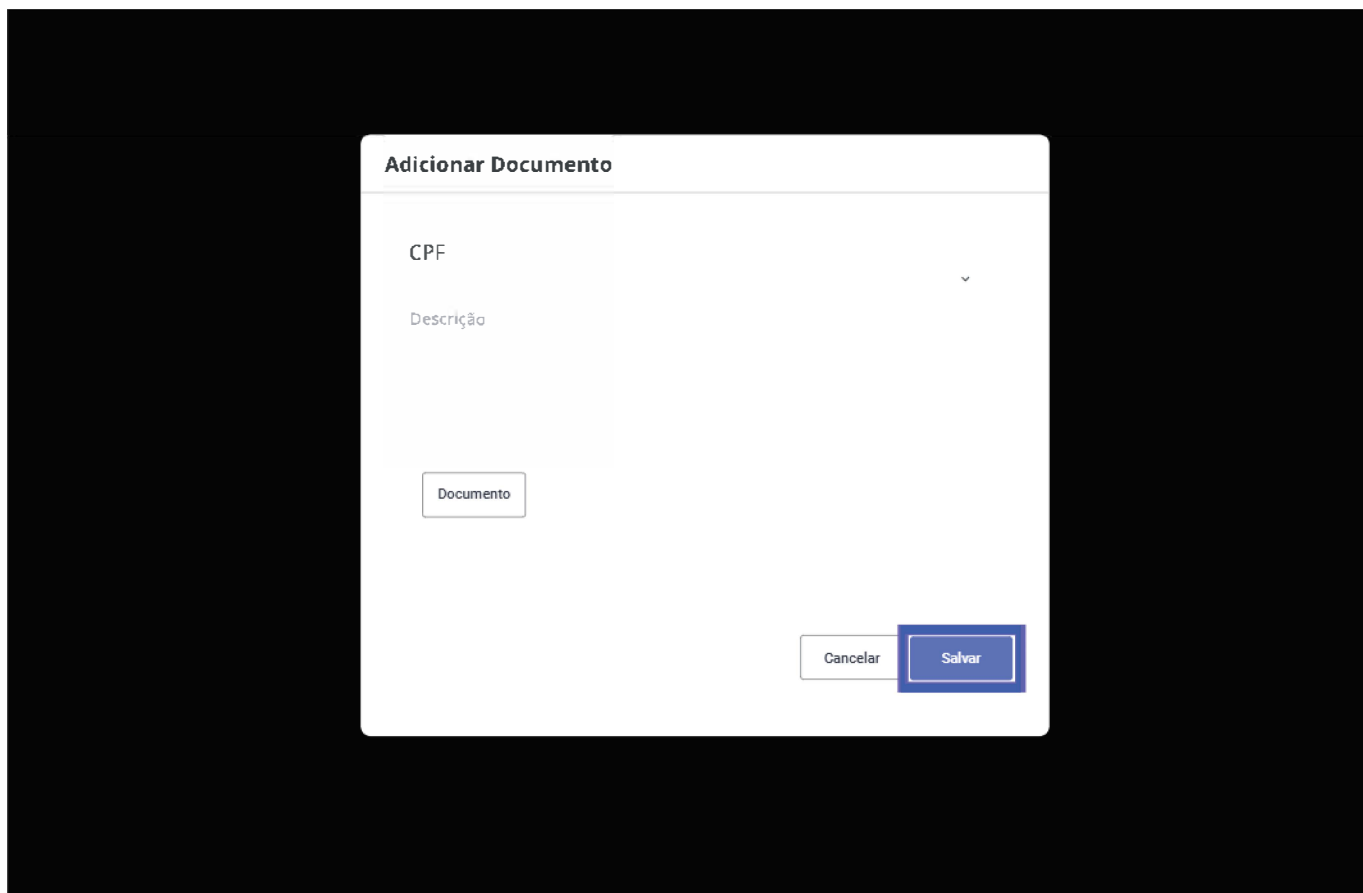 Adicionar Documento
CPF
Descrição
Documento
Cancelar Salvar